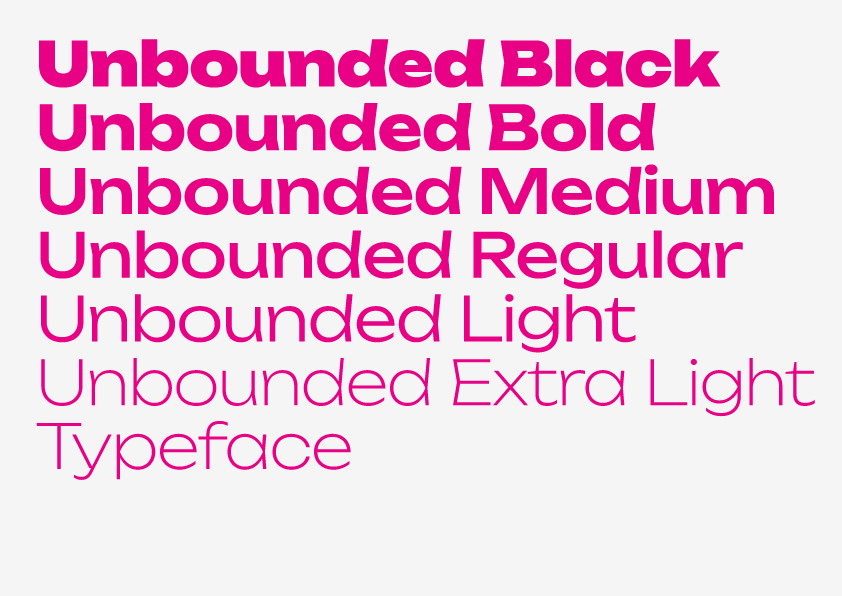 Unbounded Black
Unbounded Bold
Unbounded Medium
Unbounded Regular
Unbounded Light
Unbounded Extra Light
Typeface